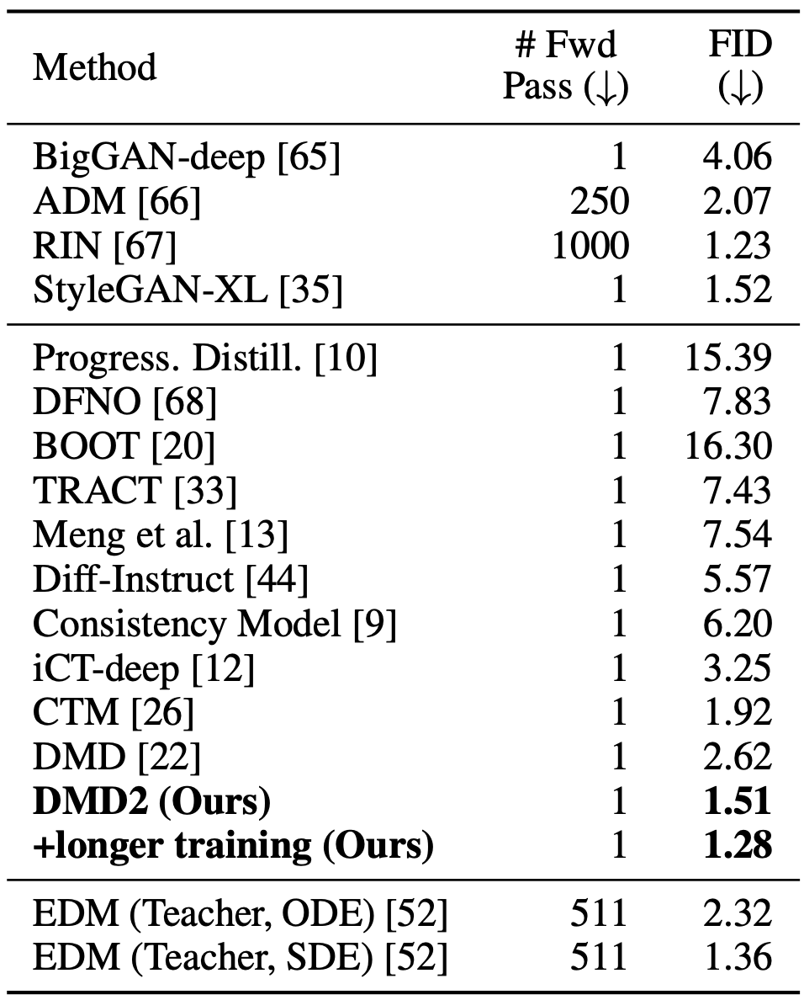 Method # Fwd Pass (↓) FID (↓)
BigGAN-deep [65] 1 4.06
ADM [66] 250 2.07
RIN [67] 1000 1.23
StyleGAN-XL [35] 1 1.52
Progress. Distill. [10] 1 15.39
DFNO [68] 1 7.83
BOOT [20] 1 16.30
TRACT [33] 1 7.43
Meng et al. [13] 1 7.54
Diff-Instruct [44] 1 5.57
Consistency Model [9] 1 6.20
iCT-deep [12] 1 3.25
CTM [26] 1 1.92
DMD [22] 1 2.62
DMD2 (Ours) 1 1.51
+longer training (Ours) 1 1.28
EDM (Teacher, ODE) [52] 511 2.32
EDM (Teacher, SDE) [52] 511 1.36